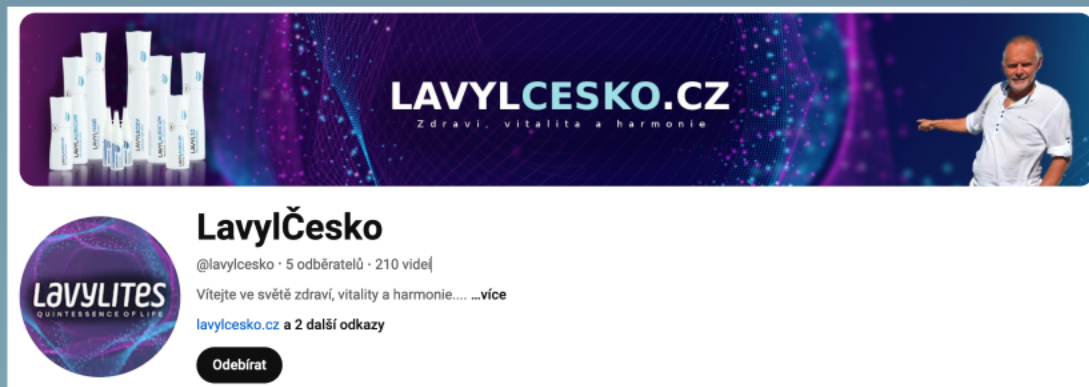 LAVYLCESKO.CZ
Zdravi, vitalita a harmonie
LavylČesko
@lavylcesko · 5 odběratelů · 210 videí
LAVYLITES
QUINTESSENCE OF LIFE
Vítejte ve světě zdraví, vitality a harmonie.... ...více
lavylcesko.cz a 2 další odkazy
Odebírat